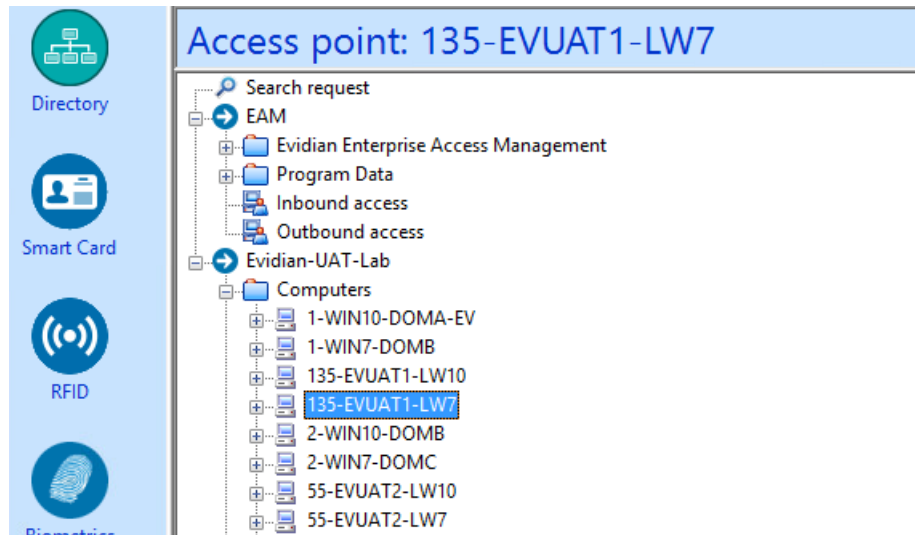 Access point: 135-EVUAT1-LW7
Directory
Smart Card
RFID
Biometrics
Search request
EAM
Evidian Enterprise Access Management
Program Data
Inbound access
Outbound access
Evidian-UAT-Lab
Computers
1-WIN10-DOMA-EV
1-WIN7-DOMB
135-EVUAT1-LW10
135-EVUAT1-LW7
2-WIN10-DOMB
2-WIN7-DOMC
55-EVUAT2-LW10
55-EVUAT2-LW7